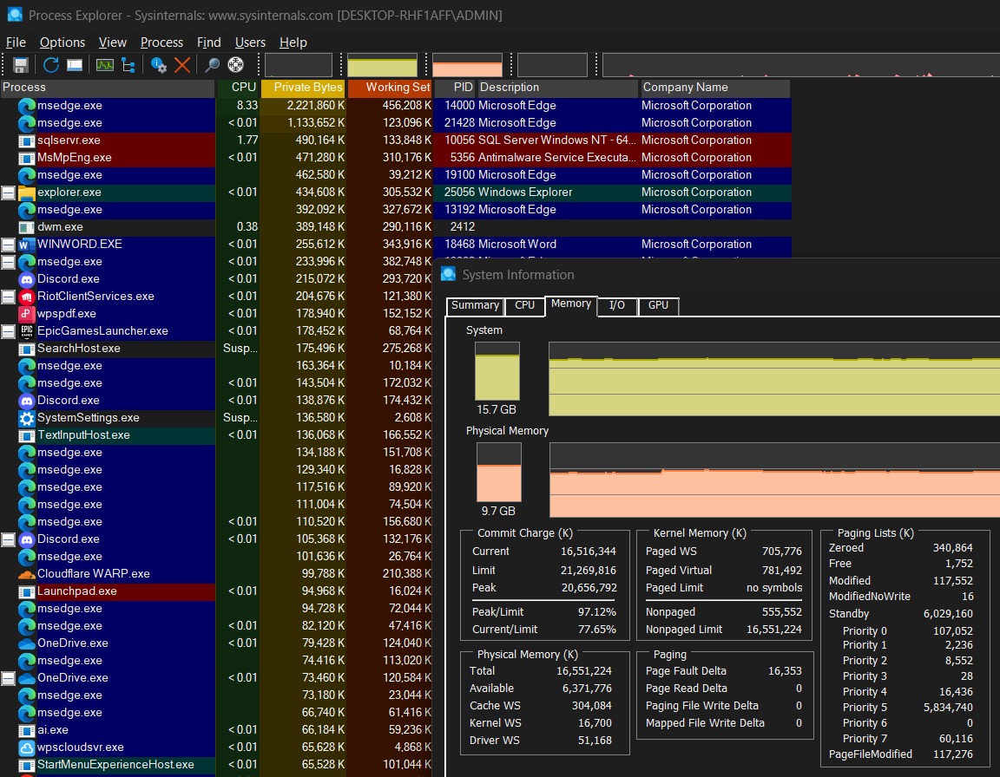 Process Explorer - Sysinternals: www.sysinternals.com [DESKTOP-RHF1AFF\ADMIN]
File Options View Process Find Users Help
Process CPU Private Bytes Working Set PID Description Company Name
msedge.exe 8.33 2,221,860 K 456,208 K 14000 Microsoft Edge Microsoft Corporation
msedge.exe < 0.01 1,133,652 K 123,096 K 21428 Microsoft Edge Microsoft Corporation
sqlservr.exe 1.77 490,164 K 133,848 K 10056 SQL Server Windows NT - 64... Microsoft Corporation
MsMpEng.exe < 0.01 471,280 K 310,176 K 5356 Antimalware Service Executa... Microsoft Corporation
msedge.exe 462,580 K 39,212 K 19100 Microsoft Edge Microsoft Corporation
explorer.exe < 0.01 434,608 K 305,532 K 25056 Windows Explorer Microsoft Corporation
msedge.exe 392,092 K 327,672 K 13192 Microsoft Edge Microsoft Corporation
dwm.exe 0.38 389,148 K 290,116 K 2412
WINWORD.EXE < 0.01 255,612 K 343,916 K 18468 Microsoft Word Microsoft Corporation
msedge.exe < 0.01 233,996 K 382,748 K Microsoft Edge Microsoft Corporation
Discord.exe < 0.01 215,072 K 293,720 K
RiotClientServices.exe < 0.01 204,676 K 121,380 K
wpspdf.exe < 0.01 178,940 K 152,152 K
EPIC GAMES EpicGamesLauncher.exe < 0.01 178,452 K 68,764 K
SearchHost.exe Susp... 175,496 K 275,268 K
msedge.exe 163,364 K 10,184 K
msedge.exe < 0.01 143,504 K 172,032 K
Discord.exe < 0.01 138,876 K 174,432 K
SystemSettings.exe Susp... 136,580 K 2,608 K
TextInputHost.exe < 0.01 136,068 K 166,552 K
msedge.exe 134,188 K 151,708 K
msedge.exe 129,340 K 16,828 K
msedge.exe 117,516 K 89,920 K
msedge.exe 111,004 K 74,504 K
msedge.exe < 0.01 110,520 K 156,680 K
Discord.exe < 0.01 105,368 K 132,176 K
msedge.exe 101,636 K 26,764 K
Cloudflare WARP.exe 99,788 K 210,388 K
Launchpad.exe < 0.01 94,968 K 16,024 K
msedge.exe 94,728 K 72,044 K
msedge.exe < 0.01 82,120 K 47,416 K
OneDrive.exe < 0.01 79,428 K 124,040 K
msedge.exe 74,416 K 113,020 K
OneDrive.exe < 0.01 73,460 K 120,584 K
msedge.exe 73,180 K 23,044 K
msedge.exe 66,740 K 61,416 K
ai.exe < 0.01 66,184 K 59,236 K
wpscloudsvr.exe < 0.01 65,628 K 4,868 K
StartMenuExperienceHost.exe < 0.01 65,528 K 101,044 K
System Information
Summary CPU Memory I/O GPU
System
15.7 GB
Physical Memory
9.7 GB
Commit Charge (K)
Current 16,516,344
Limit 21,269,816
Peak 20,656,792
Peak/Limit 97.12%
Current/Limit 77.65%
Physical Memory (K)
Total 16,551,224
Available 6,371,776
Cache WS 304,084
Kernel WS 16,700
Driver WS 51,168
Kernel Memory (K)
Paged WS 705,776
Paged Virtual 781,492
Paged Limit no symbols
Nonpaged 555,552
Nonpaged Limit 16,551,224
Paging
Page Fault Delta 16,353
Page Read Delta 0
Paging File Write Delta 0
Mapped File Write Delta 0
Paging Lists (K)
Zeroed 340,864
Free 1,752
Modified 117,552
ModifiedNoWrite 16
Standby 6,029,160
Priority 0 107,052
Priority 1 2,236
Priority 2 8,552
Priority 3 28
Priority 4 16,436
Priority 5 5,834,740
Priority 6 0
Priority 7 60,116
PageFileModified 117,276